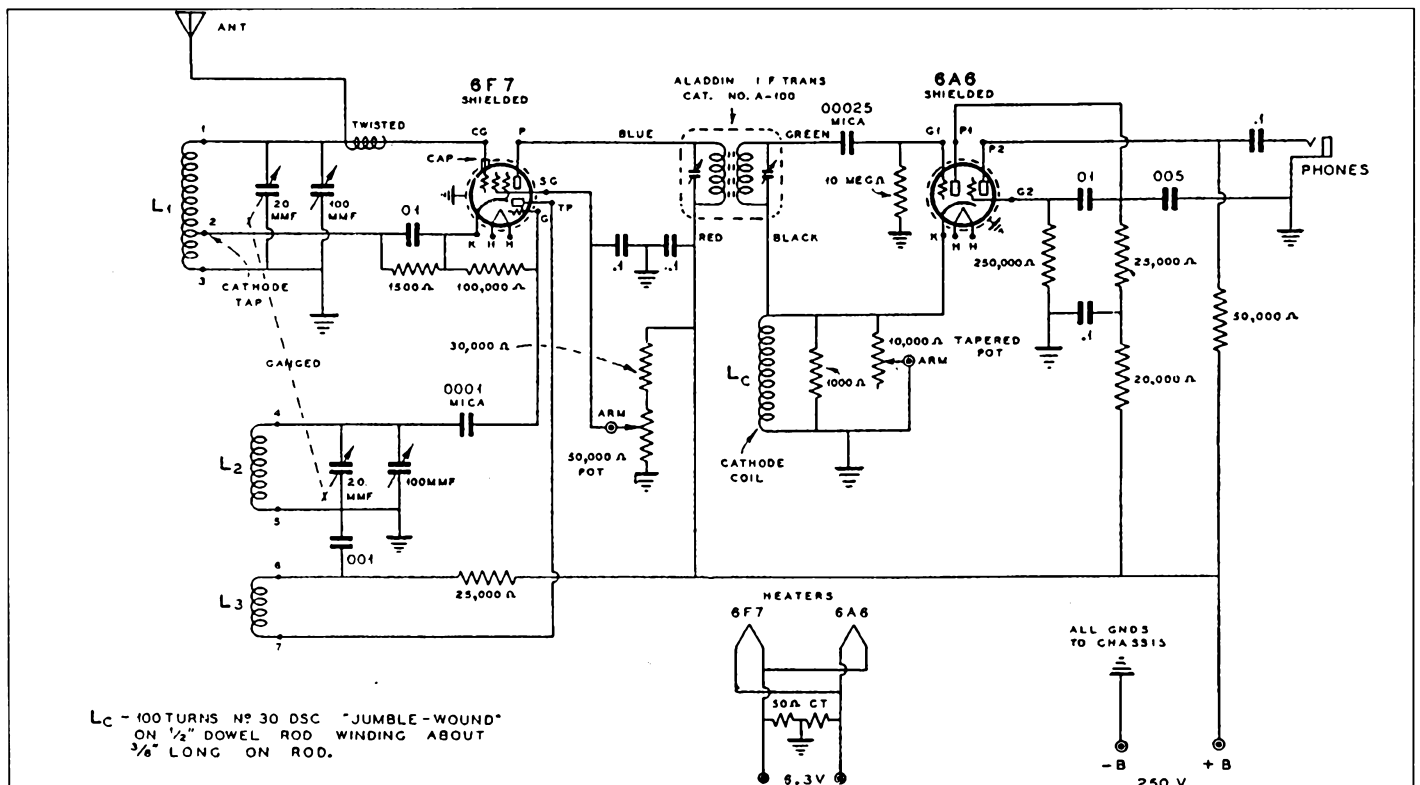 ANT
6F7
SHIELDED
ALADDIN I F TRANS
CAT. NO. A-100
6A6
SHIELDED
00025
MICA
1
TWISTED
CG
P
BLUE
GREEN
G1
P1
P2
.1
CAP
SG
TP
G
PHONES
L1
20
MMF
100
MMF
10 MEG Ω
G2
01
005
2
01
K
H
H
RED
BLACK
K
H
H
3
CATHODE
TAP
1500 Ω
100,000 Ω
.1
.1
250,000 Ω
25,000 Ω
.1
50,000 Ω
GANGED
30,000 Ω
10,000 Ω
TAPERED
POT
ARM
LC
1000 Ω
20,000 Ω
0001
MICA
4
ARM
50,000 Ω
POT
CATHODE
COIL
L2
20
MMF
100MMF
5
001
6
25,000 Ω
L3
7
HEATERS
6F7
6A6
ALL GNDS
TO CHASSIS
50Ω CT
LC - 100 TURNS Nº 30 DSC "JUMBLE-WOUND"
ON 1/2" DOWEL ROD WINDING ABOUT
3/8" LONG ON ROD.
6.3V
-B
+B
250 V